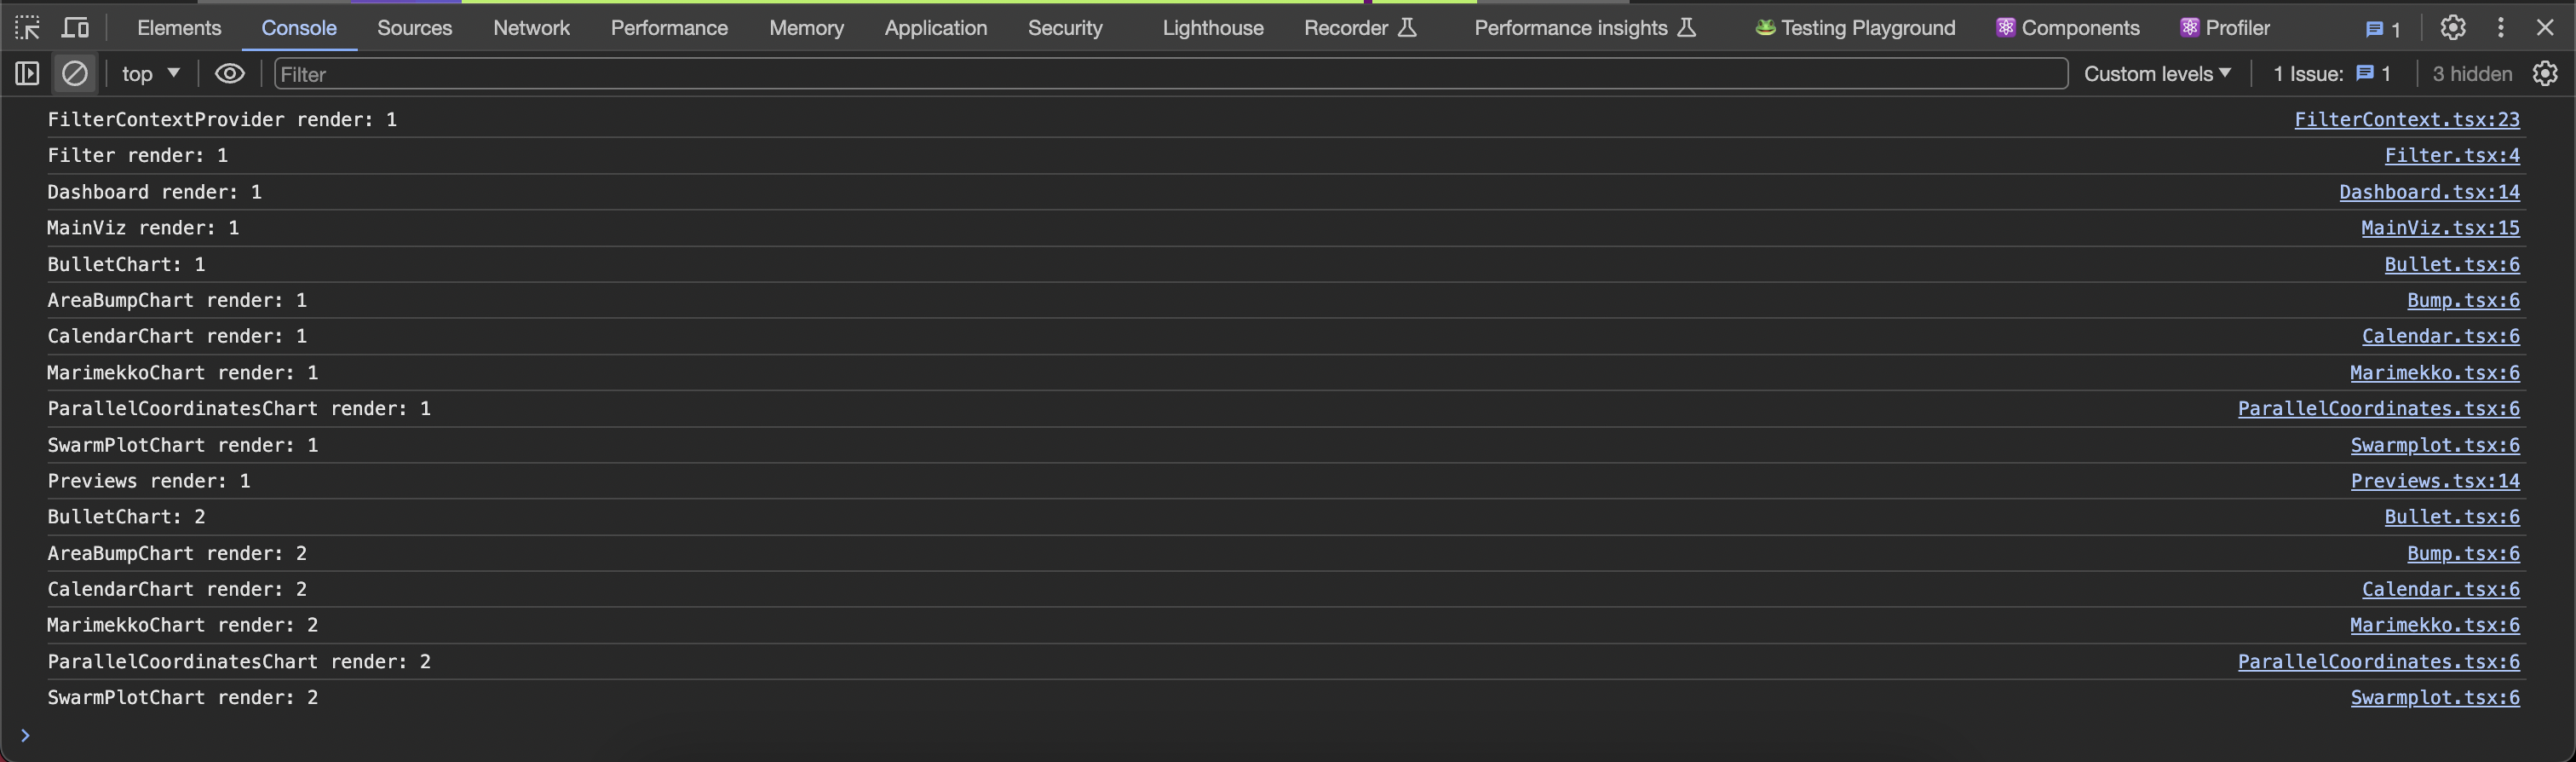 Elements Console Sources Network Performance Memory Application Security Lighthouse Recorder Performance insights Testing Playground Components Profiler 1
top Filter Custom levels 1 Issue: 1 3 hidden
FilterContextProvider render: 1 FilterContext.tsx:23
Filter render: 1 Filter.tsx:4
Dashboard render: 1 Dashboard.tsx:14
MainViz render: 1 MainViz.tsx:15
BulletChart: 1 Bullet.tsx:6
AreaBumpChart render: 1 Bump.tsx:6
CalendarChart render: 1 Calendar.tsx:6
MarimekkoChart render: 1 Marimekko.tsx:6
ParallelCoordinatesChart render: 1 ParallelCoordinates.tsx:6
SwarmPlotChart render: 1 Swarmplot.tsx:6
Previews render: 1 Previews.tsx:14
BulletChart: 2 Bullet.tsx:6
AreaBumpChart render: 2 Bump.tsx:6
CalendarChart render: 2 Calendar.tsx:6
MarimekkoChart render: 2 Marimekko.tsx:6
ParallelCoordinatesChart render: 2 ParallelCoordinates.tsx:6
SwarmPlotChart render: 2 Swarmplot.tsx:6